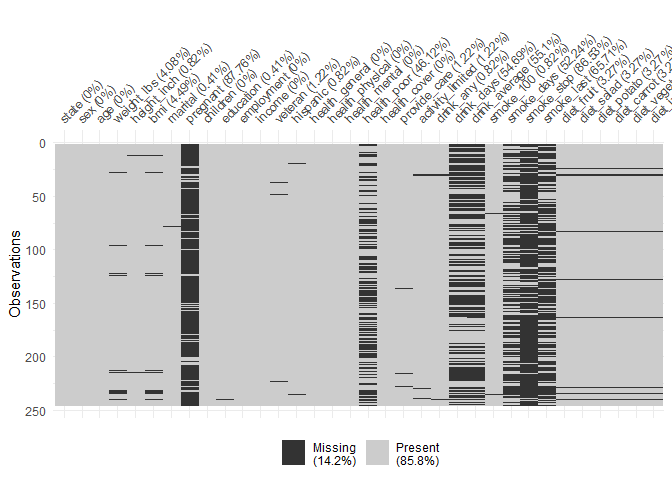 state (0%)
sex (0%)
age (0%)
weight_lbs (4.08%)
height_inch (0.82%)
bmi (4.49%)
marital (0.41%)
pregnant (87.76%)
children (0%)
education (0.41%)
employment (0%)
income (0%)
veteran (1.22%)
hispanic (0.82%)
health_general (0%)
health_physical (0%)
health_mental (0%)
health_poor (46.12%)
health_cover (0%)
provide_care (1.22%)
activity_limited (1.22%)
drink_any (0.82%)
drink_days (54.69%)
drink_average (55.1%)
smoke_100 (0.82%)
smoke_days (52.24%)
smoke_stop (86.53%)
smoke_last (65.71%)
diet_fruit (3.27%)
diet_salad (3.27%)
diet_potato (3.27%)
diet_carrot (3.2
Observations
0
50
100
150
200
250
Missing
(14.2%)
Present
(85.8%)